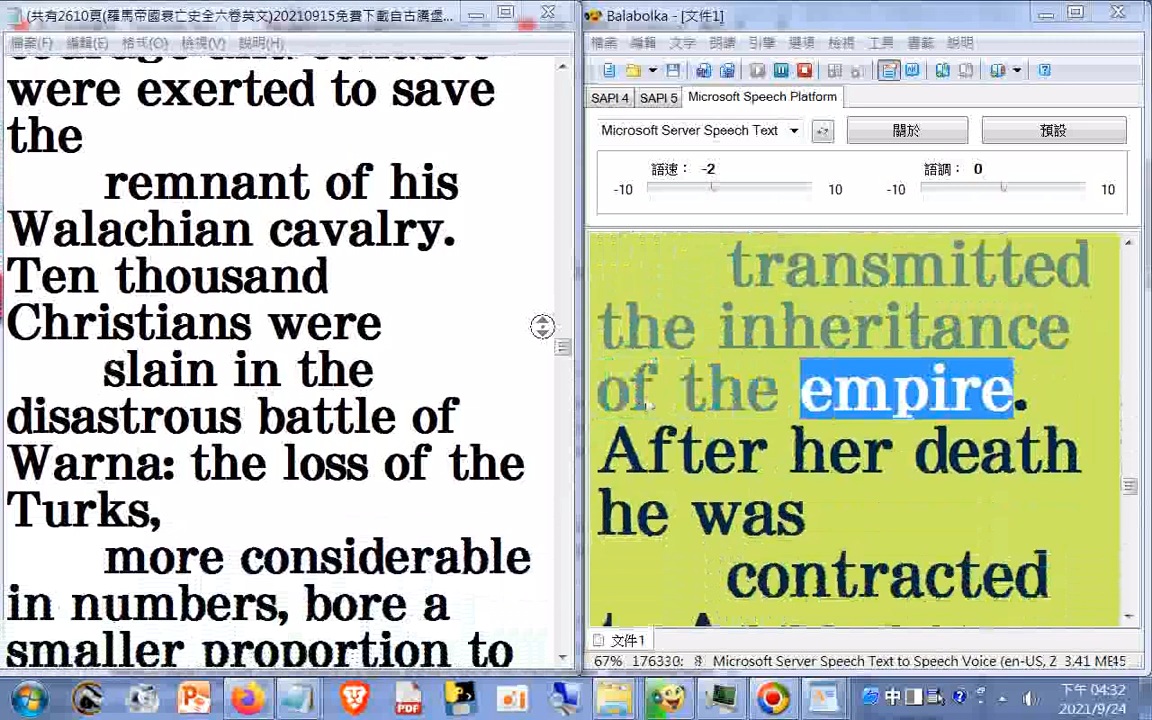 (共有2610頁(羅馬帝國衰亡史全六卷英文)20210915免費下載自古騰堡...
檔案(F) 編輯(E) 格式(O) 檢視(V) 說明(H)
were exerted to save
the
remnant of his
Walachian cavalry.
Ten thousand
Christians were
slain in the
disastrous battle of
Warna: the loss of the
Turks,
more considerable
in numbers, bore a
smaller proportion to
Balabolka - [文件1]
檔案 編輯 文字 朗讀 引擎 選項 檢視 工具 書籤 說明
SAPI 4 SAPI 5 Microsoft Speech Platform
Microsoft Server Speech Text 關於 預設
語速： -2 語調： 0
-10 10 -10 10
transmitted
the inheritance
of the empire.
After her death
he was
contracted
文件1
67% 176330: Microsoft Server Speech Text to Speech Voice (en-US, Z 3.41 ME45
中
下午 04:32
2021/9/24